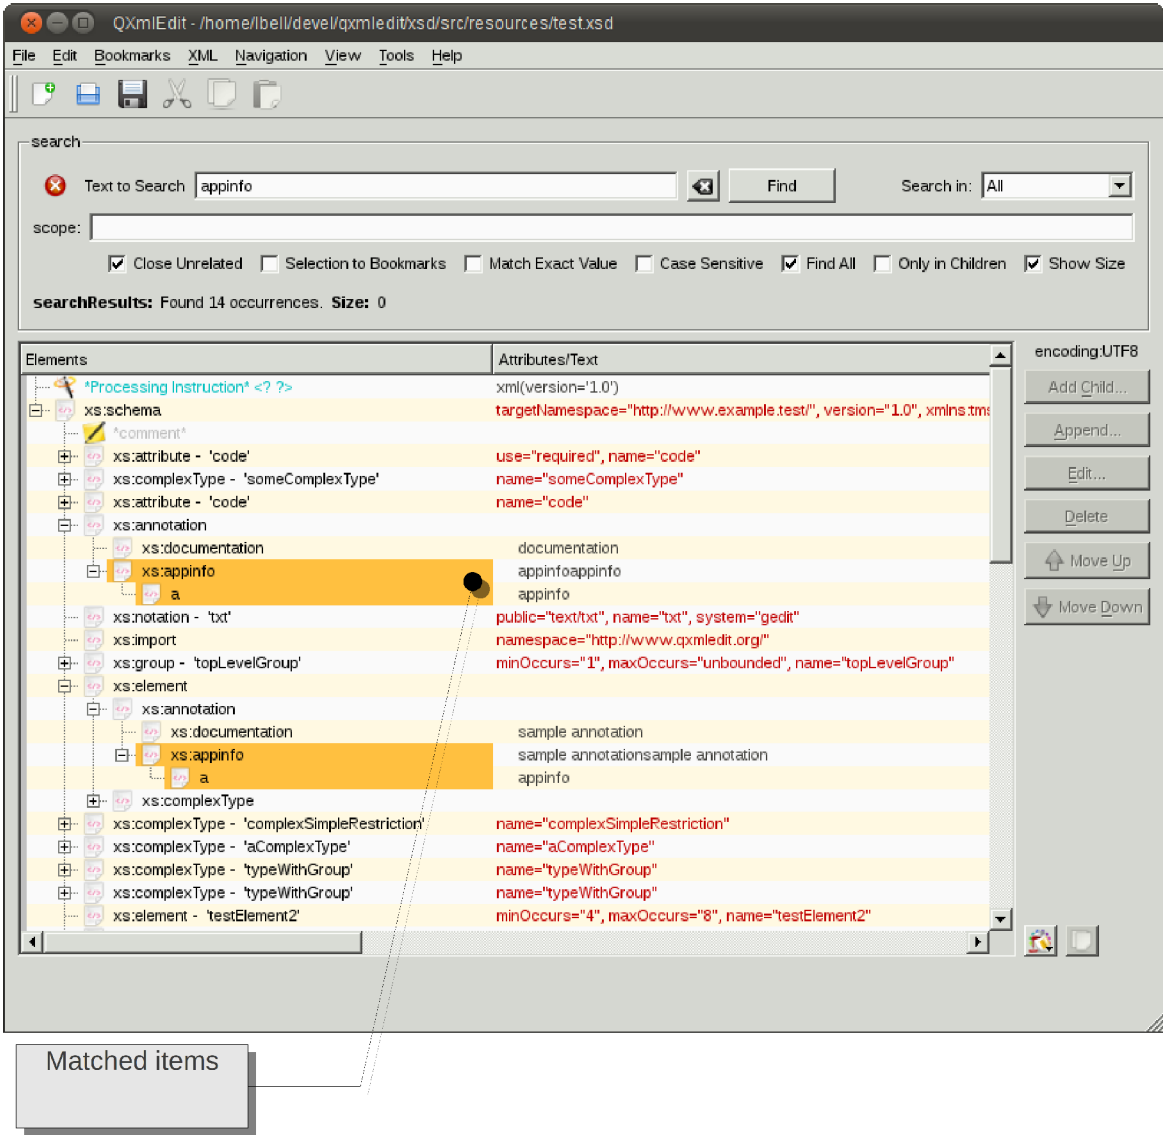 QXmlEdit - /home/lbell/devel/qxmledit/xsd/src/resources/test.xsd
File Edit Bookmarks XML Navigation View Tools Help
search
Text to Search appinfo Find Search in: All
scope:
Close Unrelated Selection to Bookmarks Match Exact Value Case Sensitive Find All Only in Children Show Size
searchResults: Found 14 occurrences. Size: 0
Elements Attributes/Text encoding:UTF8
*Processing Instruction* <? ?> xml(version='1.0') Add Child...
xs:schema targetNamespace="http://www.example.test/", version="1.0", xmlns:tms
*comment* Append...
xs:attribute - 'code' use="required", name="code"
xs:complexType - 'someComplexType' name="someComplexType" Edit...
xs:attribute - 'code' name="code"
xs:annotation Delete
xs:documentation documentation
xs:appinfo appinfoappinfo Move Up
a appinfo
xs:notation - 'txt' public="text/txt", name="txt", system="gedit" Move Down
xs:import namespace="http://www.qxmledit.org/"
xs:group - 'topLevelGroup' minOccurs="1", maxOccurs="unbounded", name="topLevelGroup"
xs:element
xs:annotation
xs:documentation sample annotation
xs:appinfo sample annotationsample annotation
a appinfo
xs:complexType
xs:complexType - 'complexSimpleRestriction' name="complexSimpleRestriction"
xs:complexType - 'aComplexType' name="aComplexType"
xs:complexType - 'typeWithGroup' name="typeWithGroup"
xs:complexType - 'typeWithGroup' name="typeWithGroup"
xs:element - 'testElement2' minOccurs="4", maxOccurs="8", name="testElement2"
Matched items